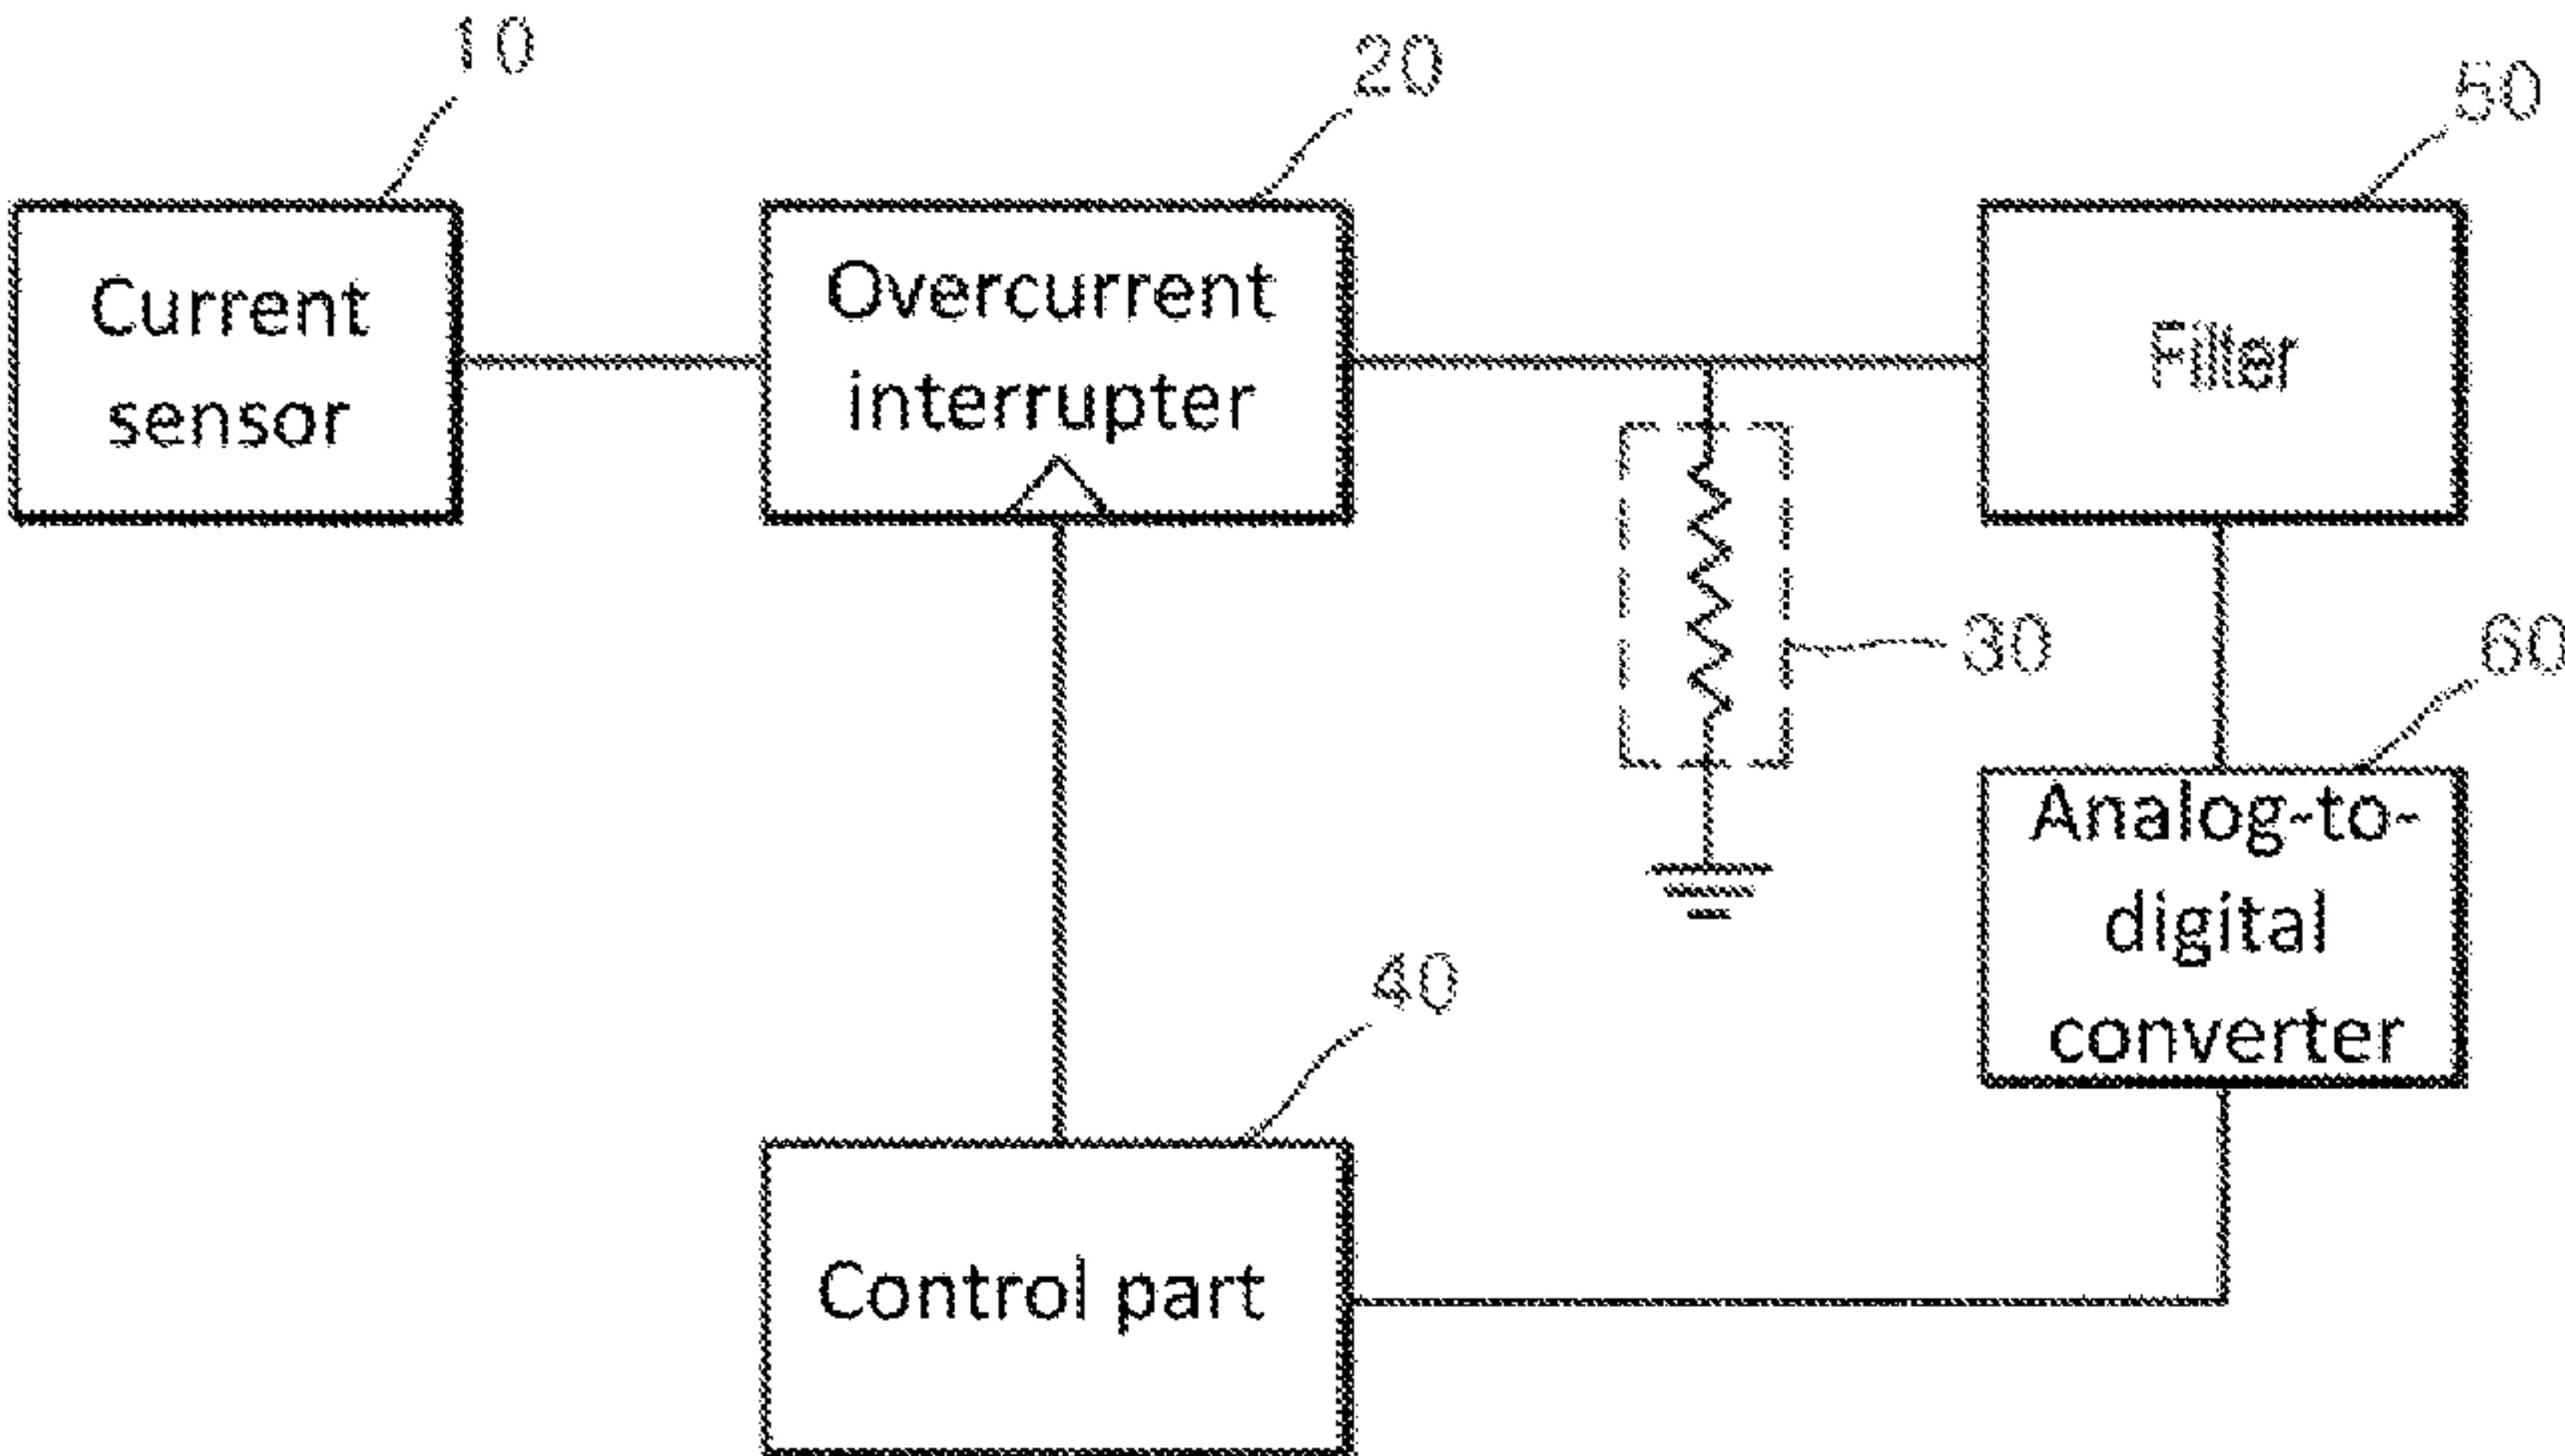 10
20
50
Current
sensor
Overcurrent
interrupter
Filter
30
60
Analog-to-
digital
converter
40
Control part